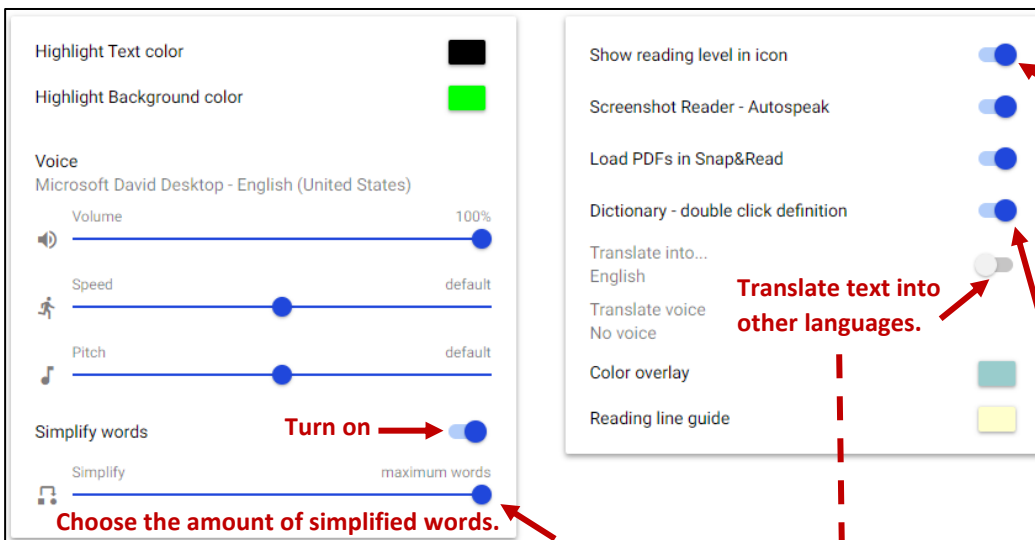 Highlight Text color
Highlight Background color
Voice
Microsoft David Desktop - English (United States)
Volume 100%
Speed default
Pitch default
Simplify words Turn on
Simplify maximum words
Choose the amount of simplified words.
Show reading level in icon
Screenshot Reader - Autospeak
Load PDFs in Snap&Read
Dictionary - double click definition
Translate into...
English
Translate voice
No voice
Translate text into
other languages.
Color overlay
Reading line guide